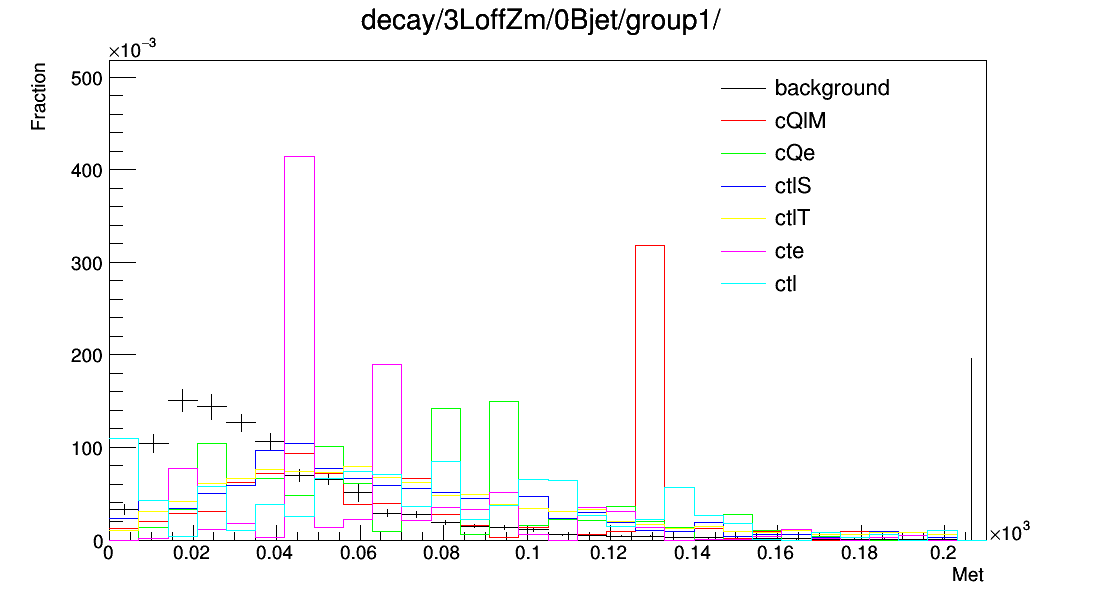 decay/3LoffZm/0Bjet/group1/
×10⁻³
Fraction
500
400
300
200
100
0
background
cQlM
cQe
ctlS
ctlT
cte
ctl
0 0.02 0.04 0.06 0.08 0.1 0.12 0.14 0.16 0.18 0.2
×10³
Met